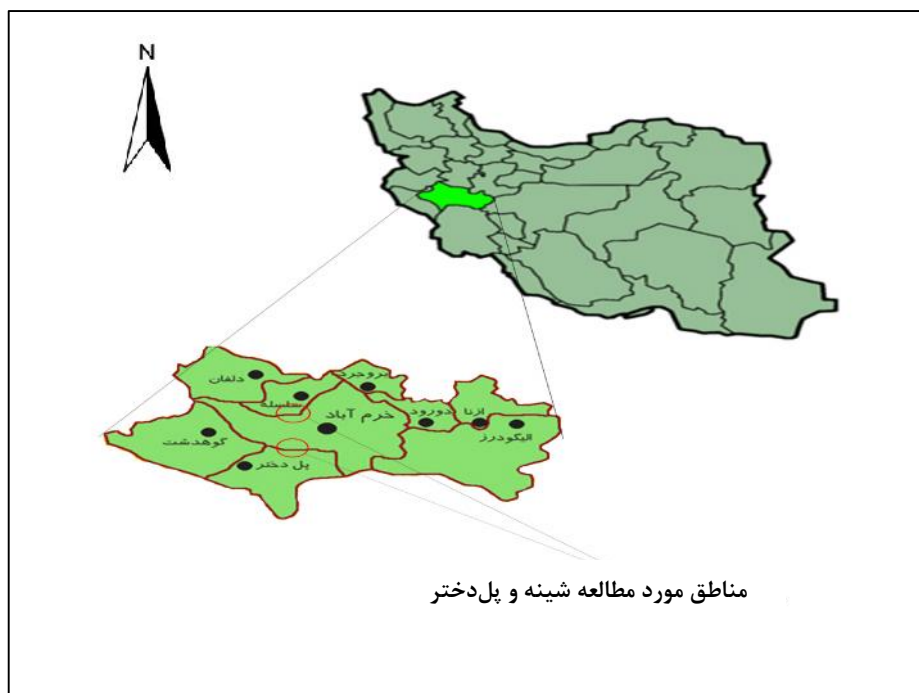 N
بروجرد
دلفان
سلسله
ازنا
دورود
خرم آباد
الیگودرز
کوهدشت
پل دختر
مناطق مورد مطالعه شینه و پل‌دختر